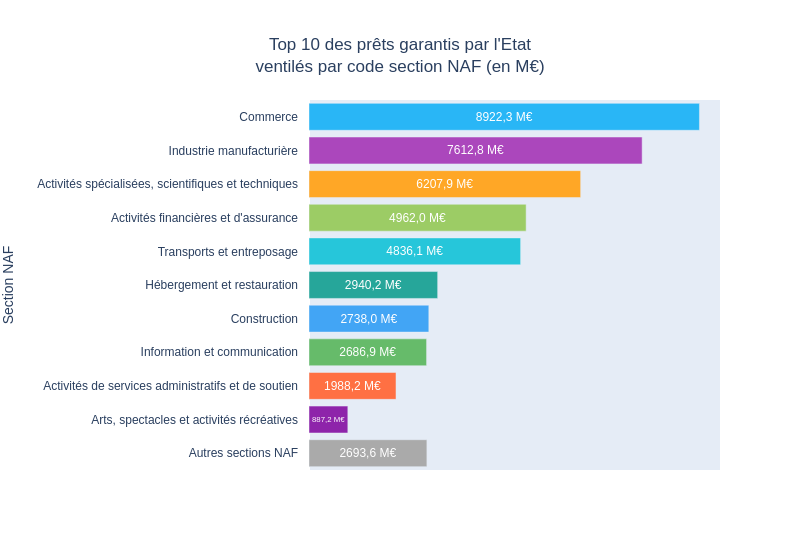 Top 10 des prêts garantis par l'Etat
ventilés par code section NAF (en M€)
Section NAF
Commerce 8922,3 M€
Industrie manufacturière 7612,8 M€
Activités spécialisées, scientifiques et techniques 6207,9 M€
Activités financières et d'assurance 4962,0 M€
Transports et entreposage 4836,1 M€
Hébergement et restauration 2940,2 M€
Construction 2738,0 M€
Information et communication 2686,9 M€
Activités de services administratifs et de soutien 1988,2 M€
Arts, spectacles et activités récréatives 887,2 M€
Autres sections NAF 2693,6 M€